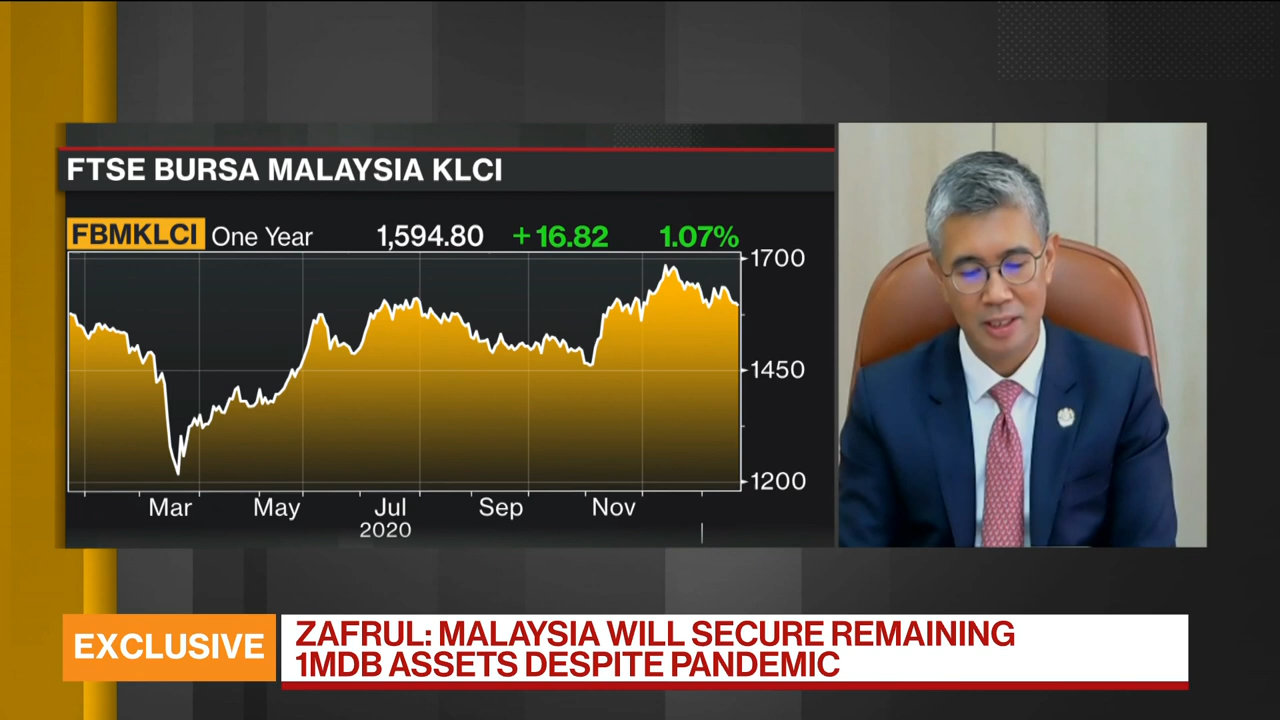 FTSE BURSA MALAYSIA KLCI
FBMKLCI One Year 1,594.80 +16.82 1.07%
1700
1450
1200
Mar May Jul Sep Nov
2020
EXCLUSIVE
ZAFRUL: MALAYSIA WILL SECURE REMAINING
1MDB ASSETS DESPITE PANDEMIC